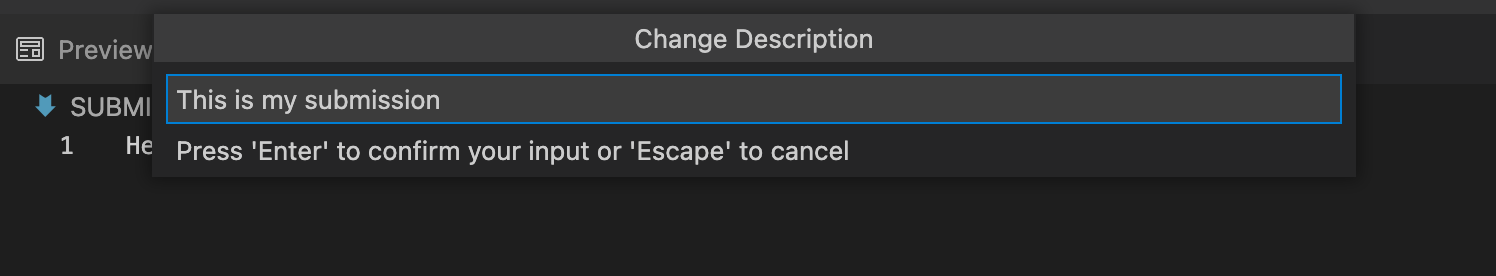 Change Description
Preview
This is my submission
SUBMI
1 He
Press 'Enter' to confirm your input or 'Escape' to cancel